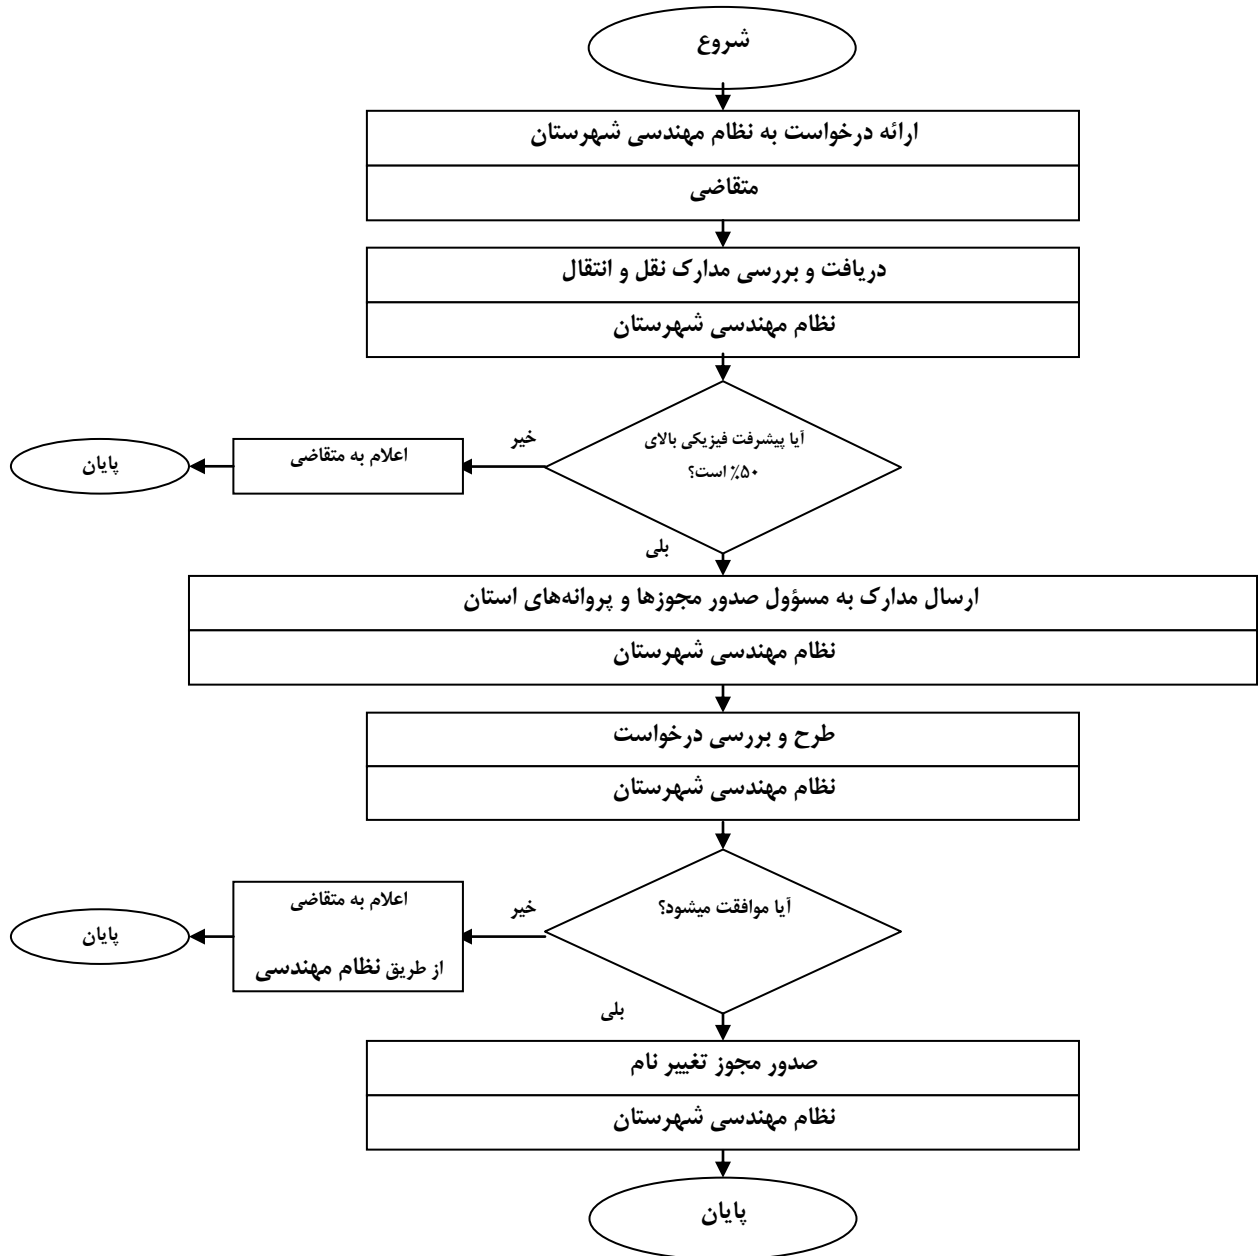 شروع
ارائه درخواست به نظام مهندسی شهرستان
متقاضی
دریافت و بررسی مدارک نقل و انتقال
نظام مهندسی شهرستان
آیا پیشرفت فیزیکی بالای
۵۰٪ است؟
خیر
اعلام به متقاضی
پایان
بلی
ارسال مدارک به مسؤول صدور مجوزها و پروانه‌های استان
نظام مهندسی شهرستان
طرح و بررسی درخواست
نظام مهندسی شهرستان
آیا موافقت میشود؟
خیر
اعلام به متقاضی
از طریق نظام مهندسی
پایان
بلی
صدور مجوز تغییر نام
نظام مهندسی شهرستان
پایان